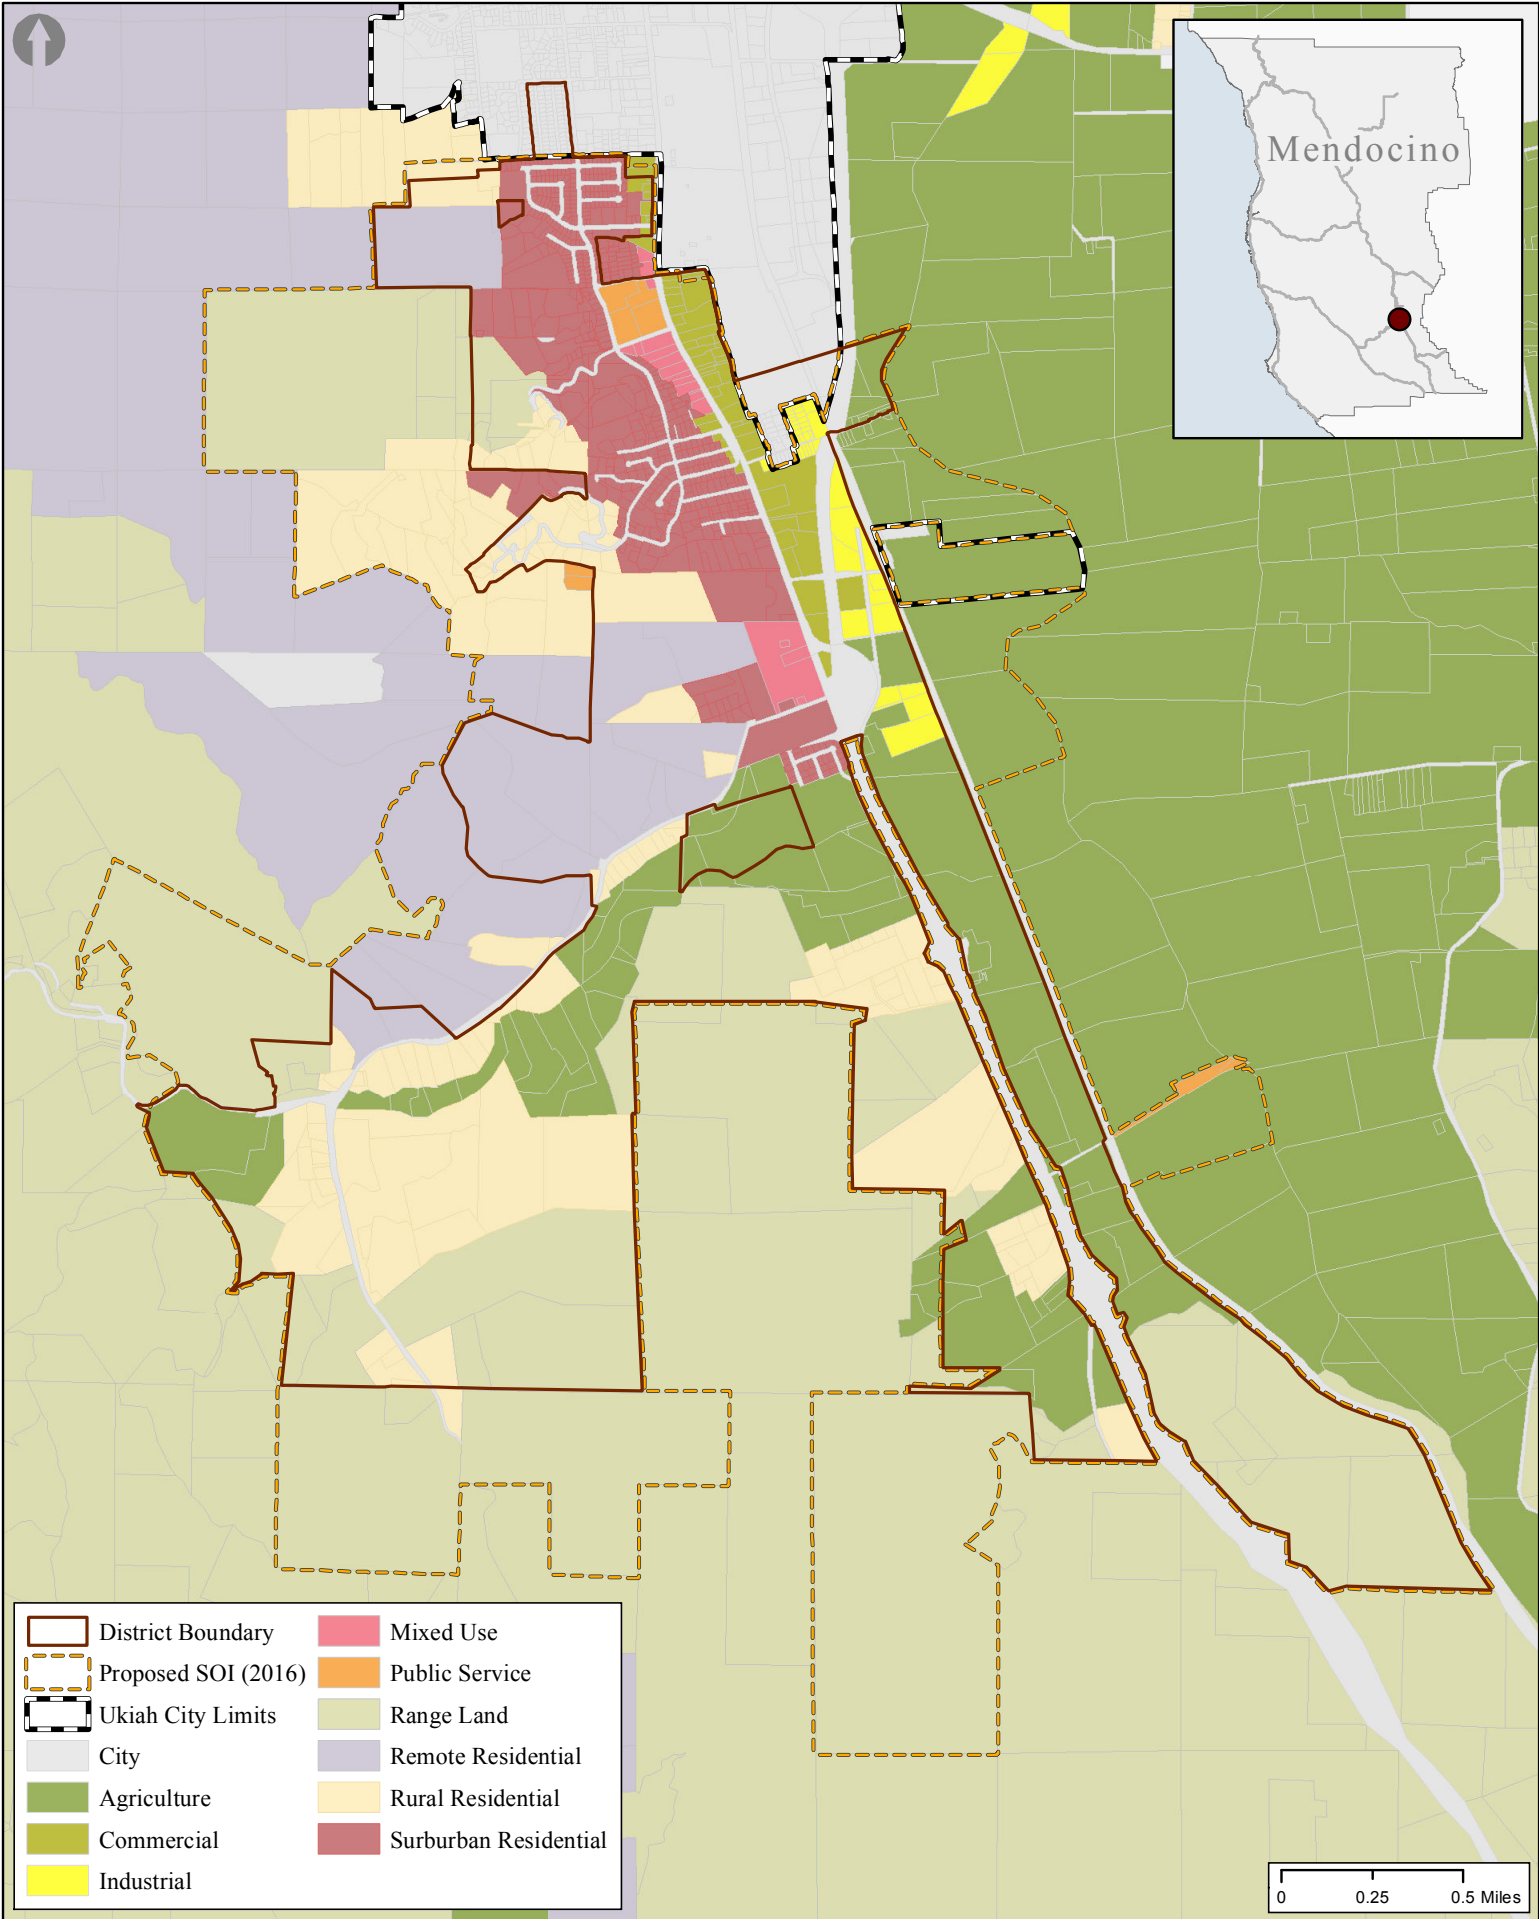 Mendocino
District Boundary
Proposed SOI (2016)
Ukiah City Limits
City
Agriculture
Commercial
Industrial
Mixed Use
Public Service
Range Land
Remote Residential
Rural Residential
Surburban Residential
0 0.25 0.5 Miles